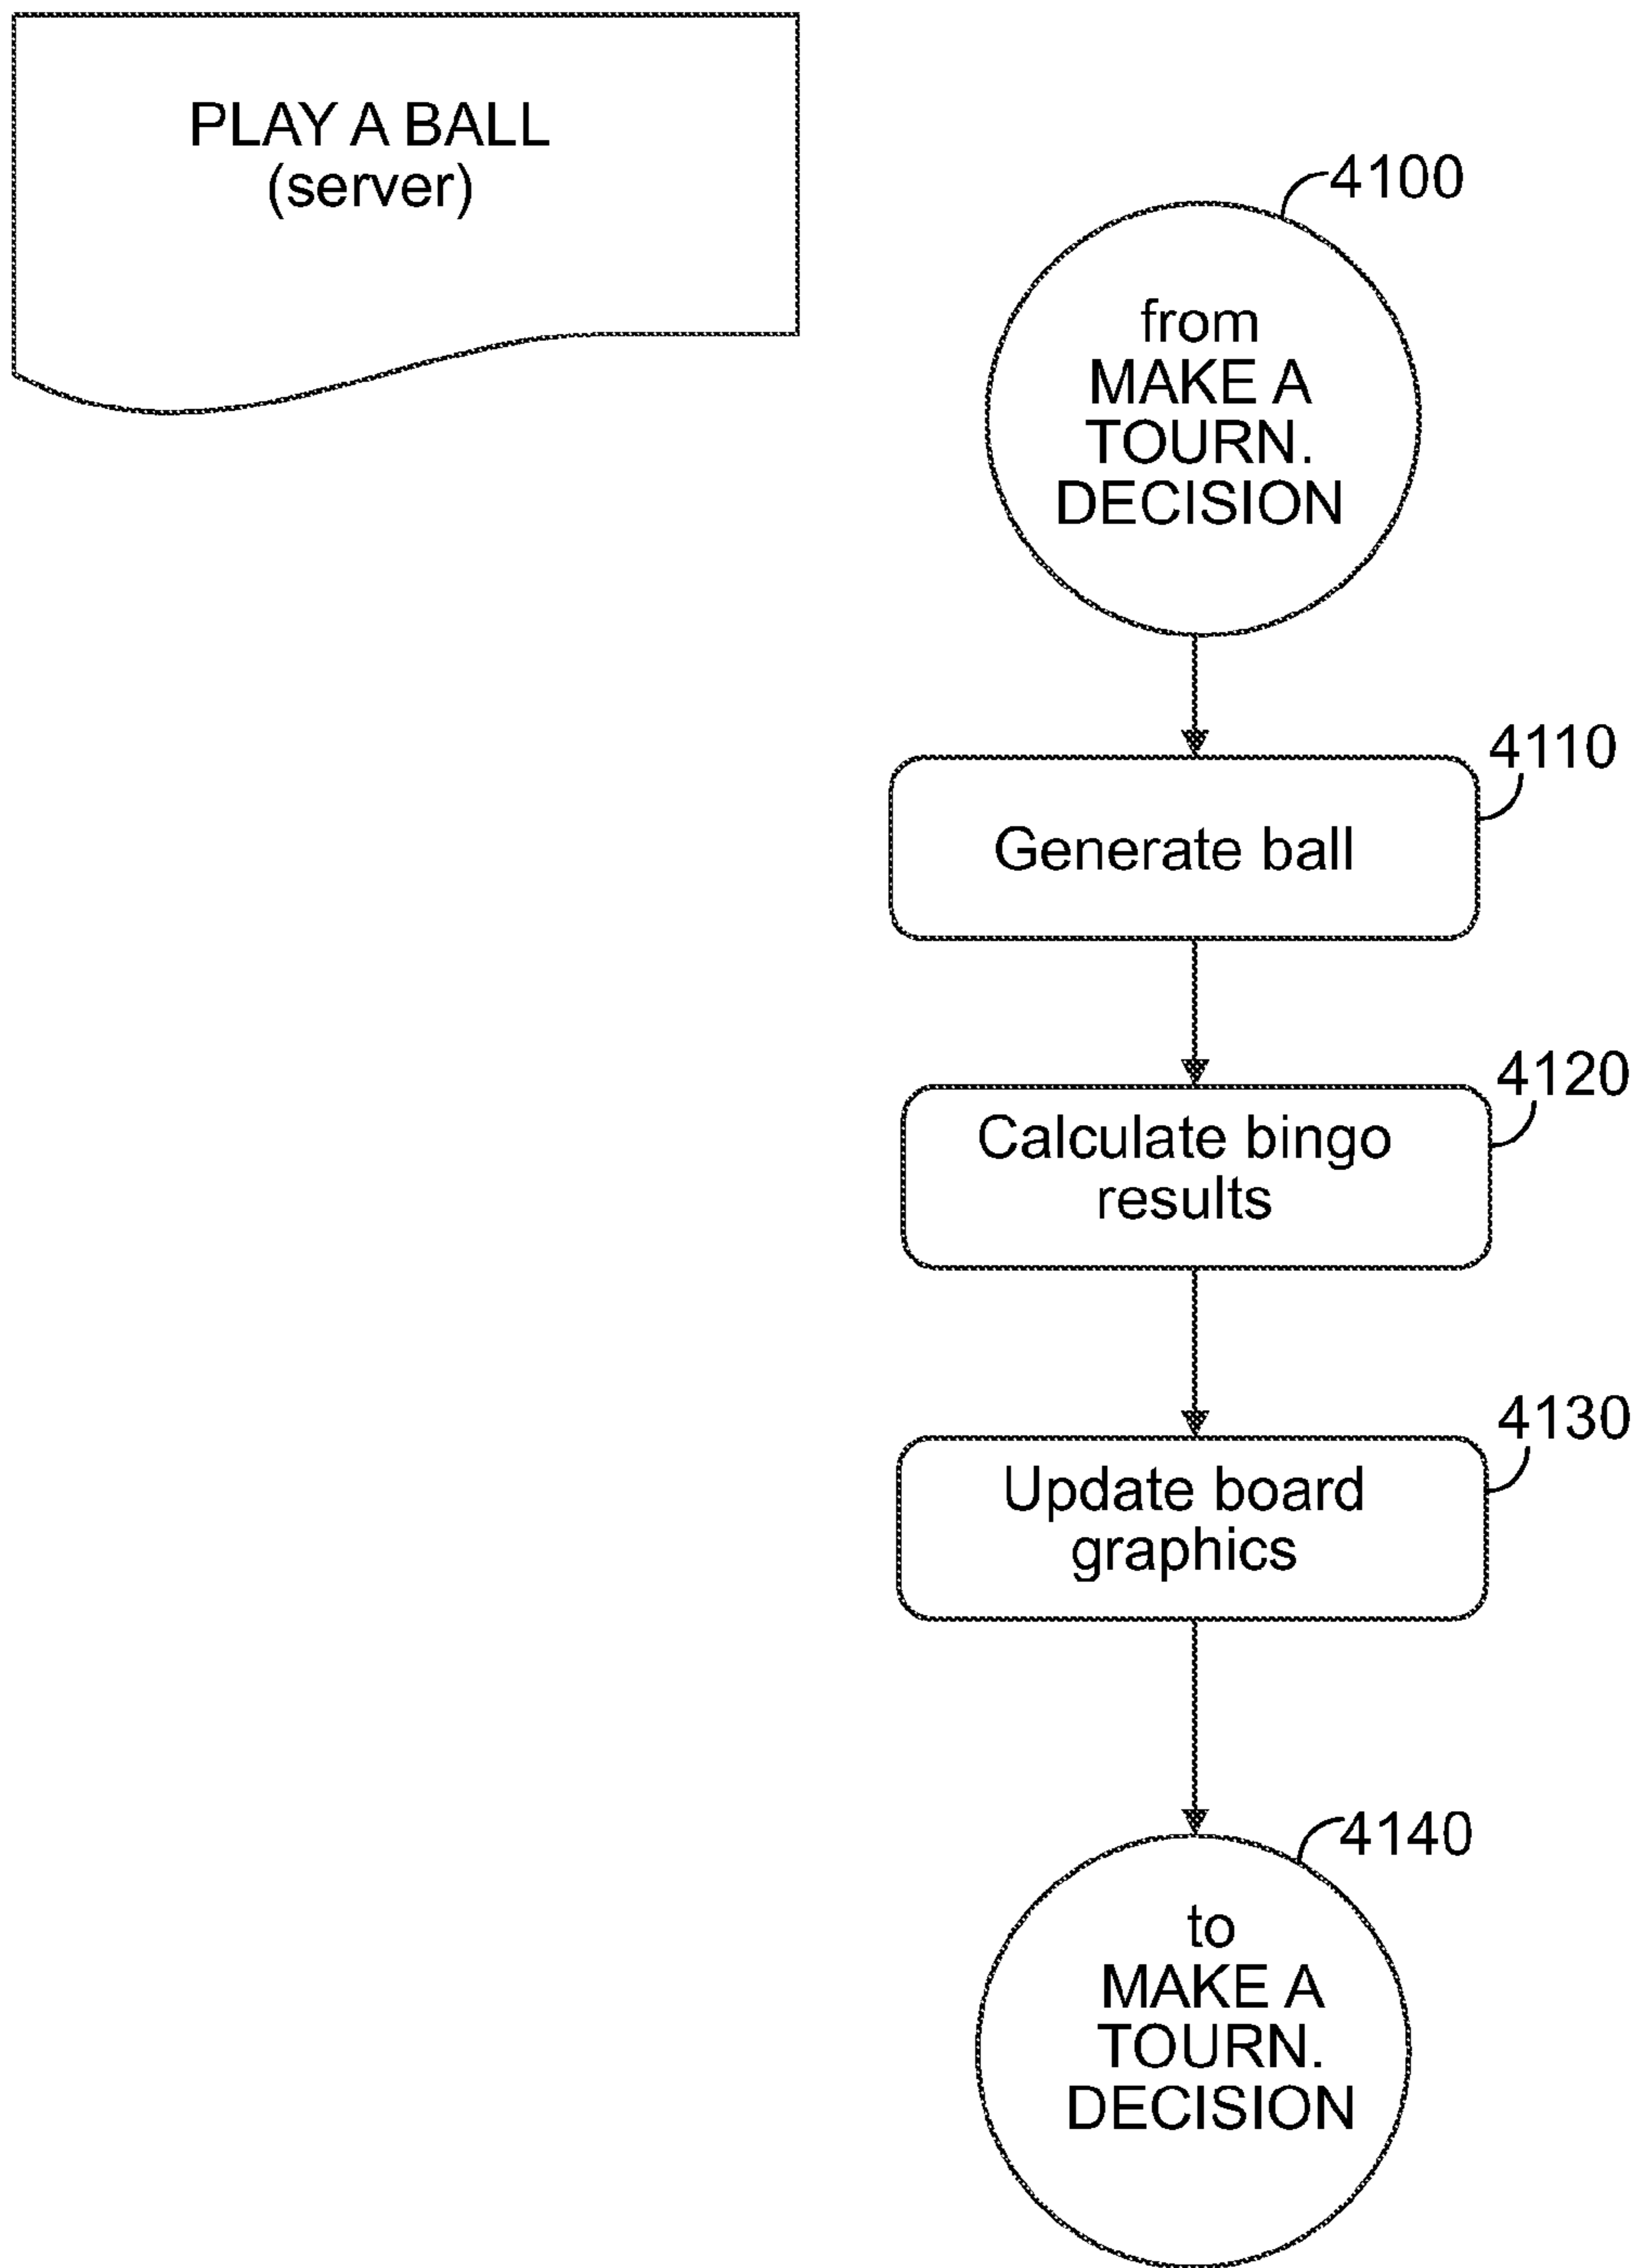 PLAY A BALL
(server)
4100
from
MAKE A
TOURN.
DECISION
4110
Generate ball
4120
Calculate bingo
results
4130
Update board
graphics
4140
to
MAKE A
TOURN.
DECISION